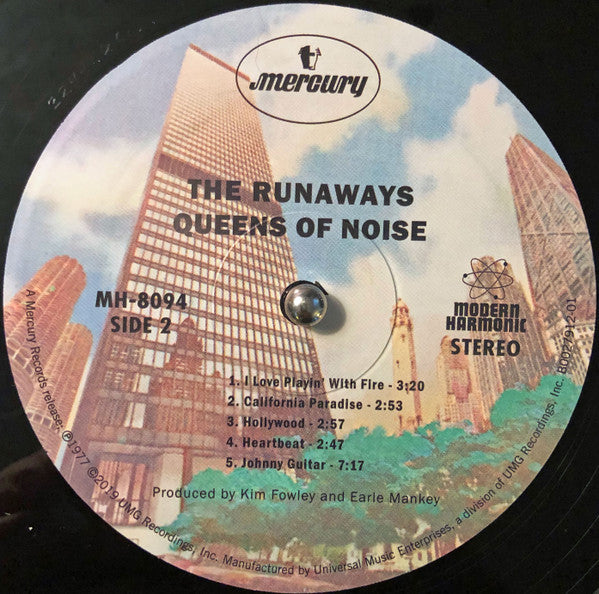 mercury
THE RUNAWAYS
QUEENS OF NOISE
MH-8094
SIDE 2
MODERN
HARMONIC
STEREO
1. I Love Playin' With Fire - 3:20
2. California Paradise - 2:53
3. Hollywood - 2:57
4. Heartbeat - 2:47
5. Johnny Guitar - 7:17
Produced by Kim Fowley and Earle Mankey
A Mercury Records release; ℗1977 ©2019 UMG Recordings, Inc. Manufactured by Universal Music Enterprises, a division of UMG Recordings, Inc. B0027912-01